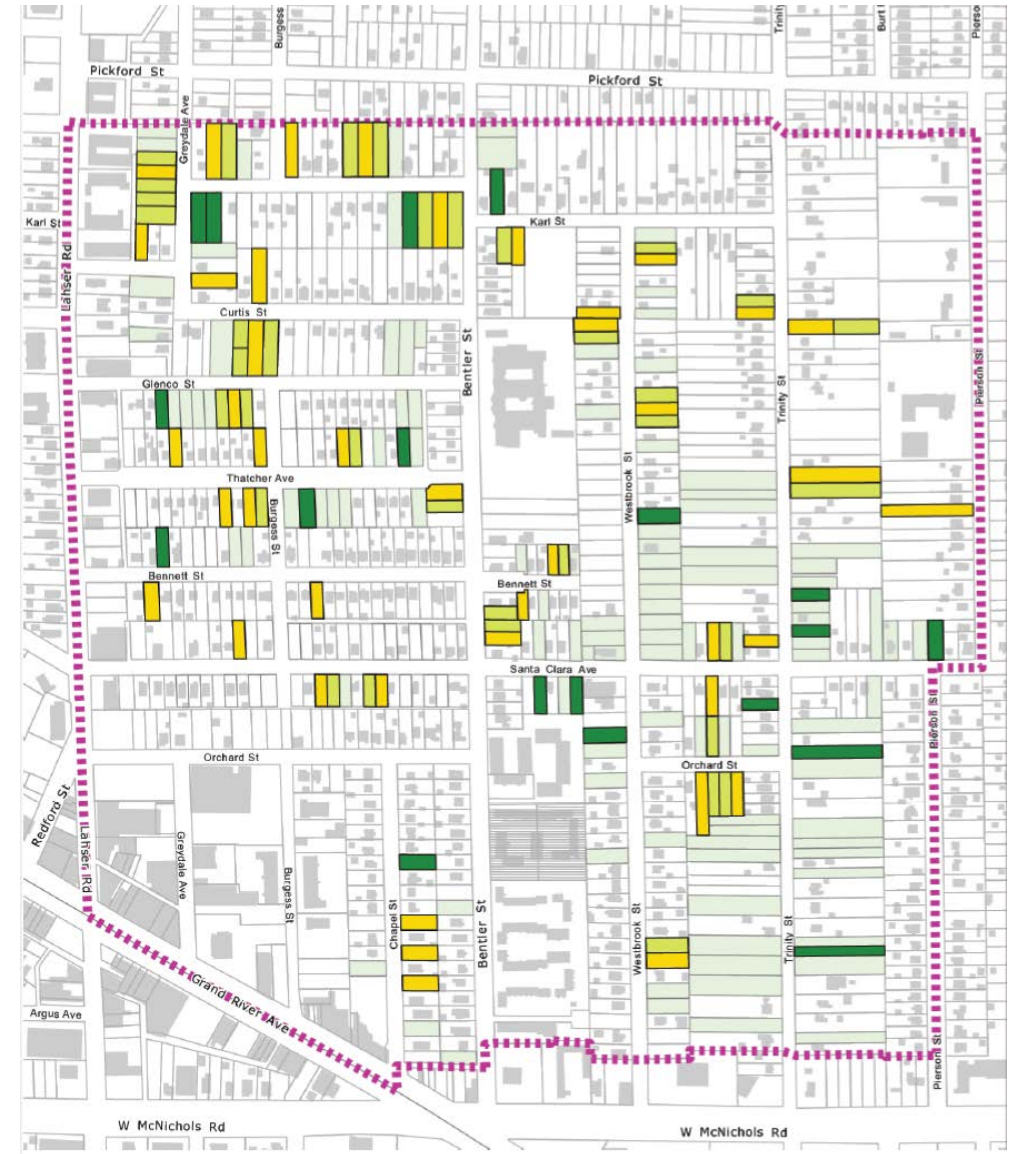 Burgess
Trinit
Burt
Pierso
Pickford St
Pickford St
Greydale Ave
Karl St
Karl St
Lahser Rd
Curtis St
Bentler St
Pierson St
Glenco St
Trinity St
Thatcher Ave
Westbrook St
Burgess St
Bennett St
Bennett St
Santa Clara Ave
Pierson St
Orchard St
Orchard St
Redford St
Lahser Rd
Greydale Ave
Burgess St
Chapel St
Bentler St
Westbrook St
Trinity St
Grand River Ave
Argus Ave
Pierson St
W McNichols Rd
W McNichols Rd